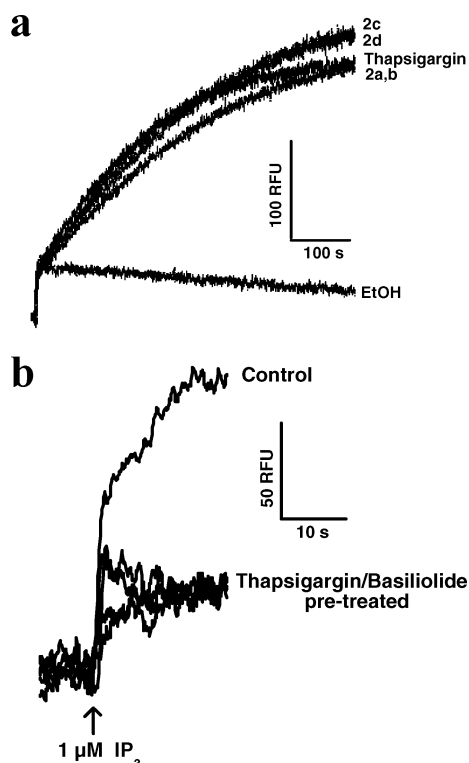 a
2c
2d
Thapsigargin
2a,b
100 RFU
100 s
EtOH
b
Control
50 RFU
10 s
Thapsigargin/Basiliolide
pre-treated
1 µM IP₃